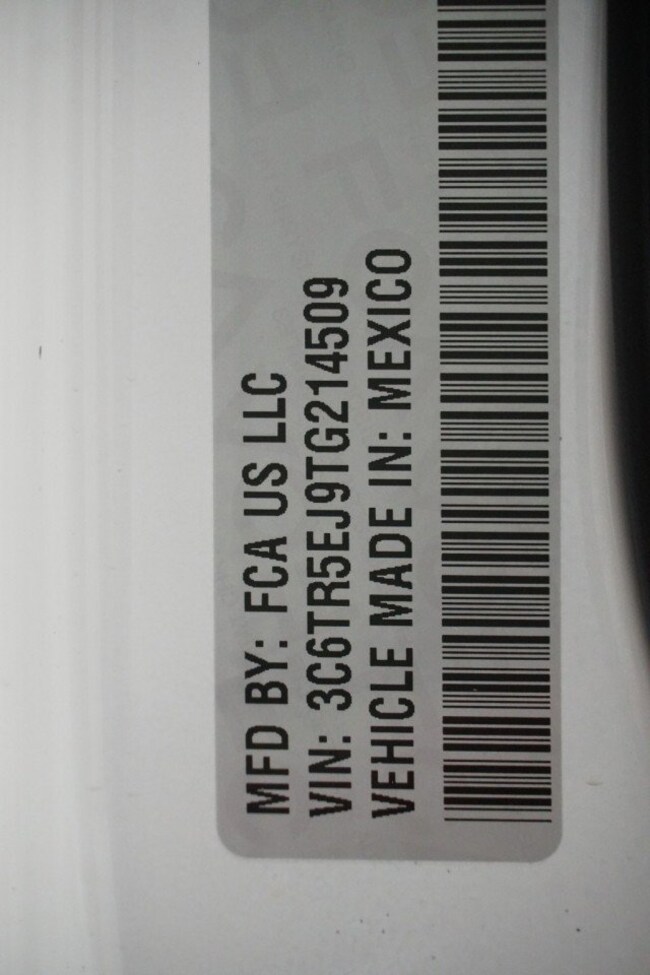 MFD BY: FCA US LLC
VIN: 3C6TR5EJ9TG214509
VEHICLE MADE IN: MEXICO